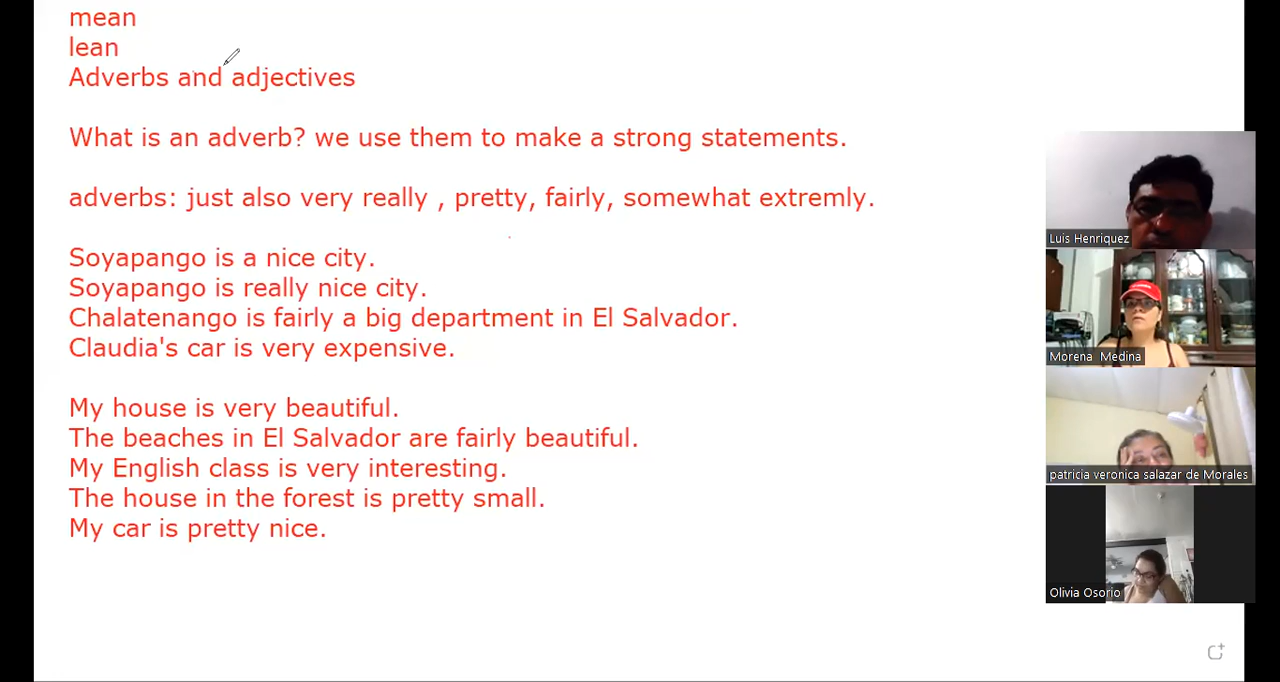 mean
lean
Adverbs and adjectives
What is an adverb? we use them to make a strong statements.
adverbs: just also very really , pretty, fairly, somewhat extremly.
Soyapango is a nice city.
Soyapango is really nice city.
Chalatenango is fairly a big department in El Salvador.
Claudia's car is very expensive.
My house is very beautiful.
The beaches in El Salvador are fairly beautiful.
My English class is very interesting.
The house in the forest is pretty small.
My car is pretty nice.
Luis Henriquez
Morena Medina
patricia veronica salazar de Morales
Olivia Osorio